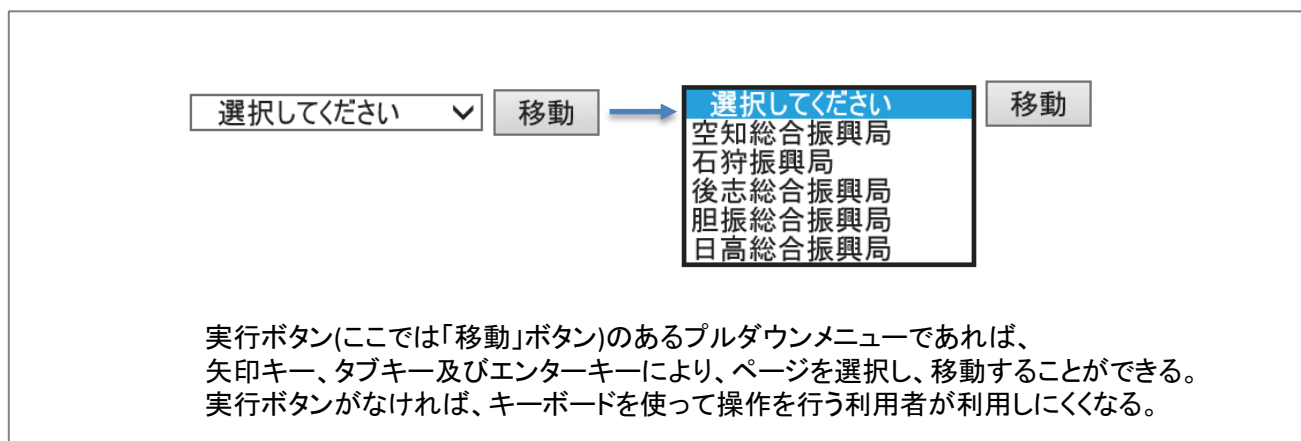 選択してください 移動 選択してください 移動
空知総合振興局
石狩振興局
後志総合振興局
胆振総合振興局
日高総合振興局
実行ボタン(ここでは「移動」ボタン)のあるプルダウンメニューであれば、
矢印キー、タブキー及びエンターキーにより、ページを選択し、移動することができる。
実行ボタンがなければ、キーボードを使って操作を行う利用者が利用しにくくなる。